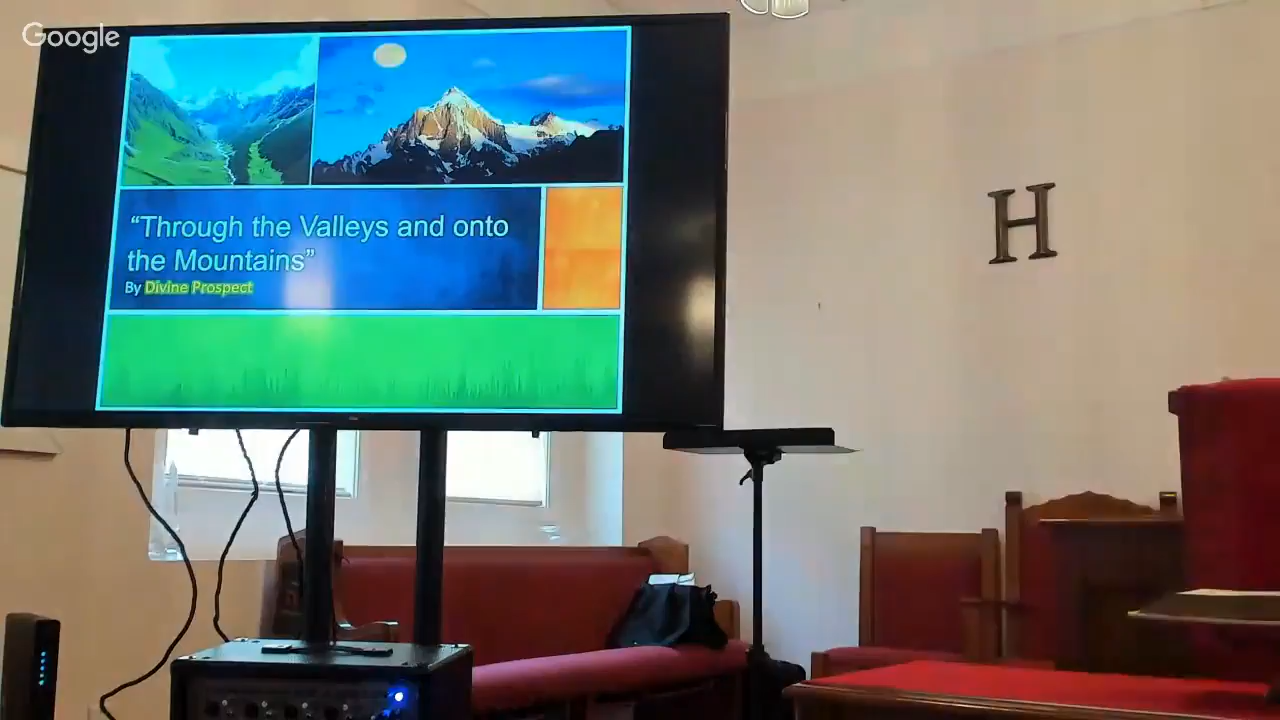 Google
“Through the Valleys and onto
the Mountains”
By Divine Prospect
H